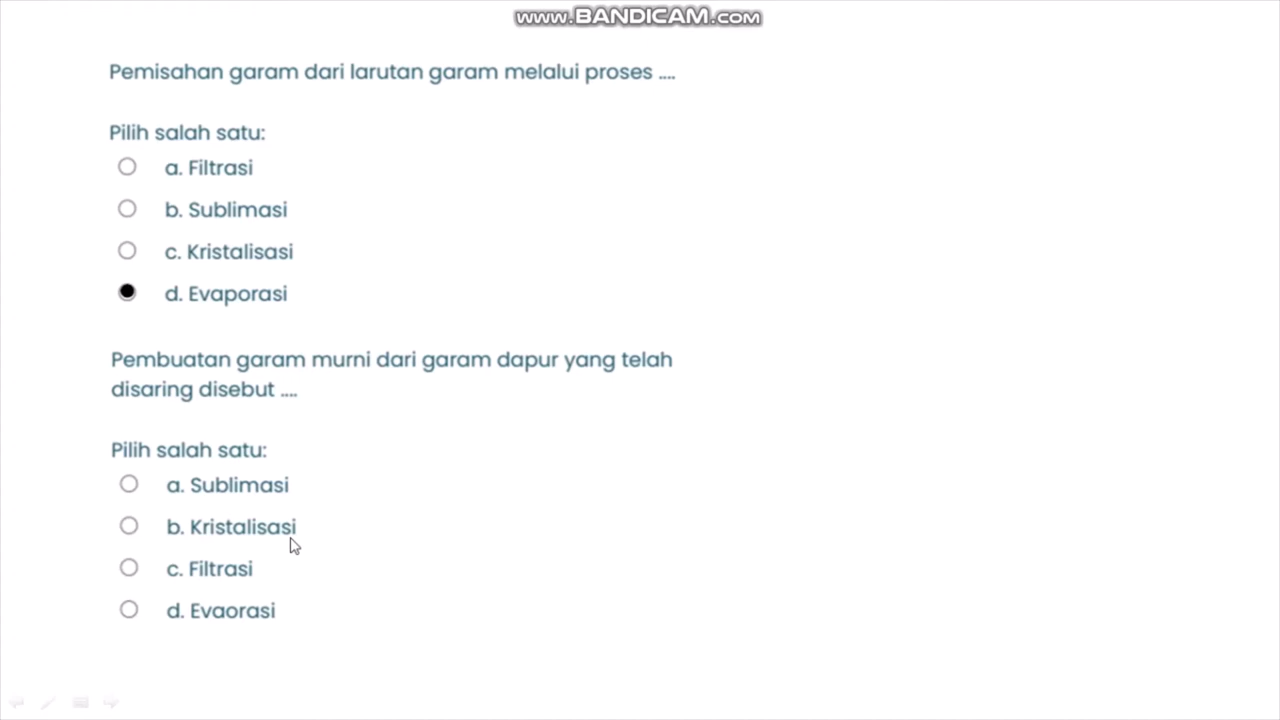 www.BANDICAM.com
Pemisahan garam dari larutan garam melalui proses ....
Pilih salah satu:
a. Filtrasi
b. Sublimasi
c. Kristalisasi
d. Evaporasi
Pembuatan garam murni dari garam dapur yang telah
disaring disebut ....
Pilih salah satu:
a. Sublimasi
b. Kristalisasi
c. Filtrasi
d. Evaorasi